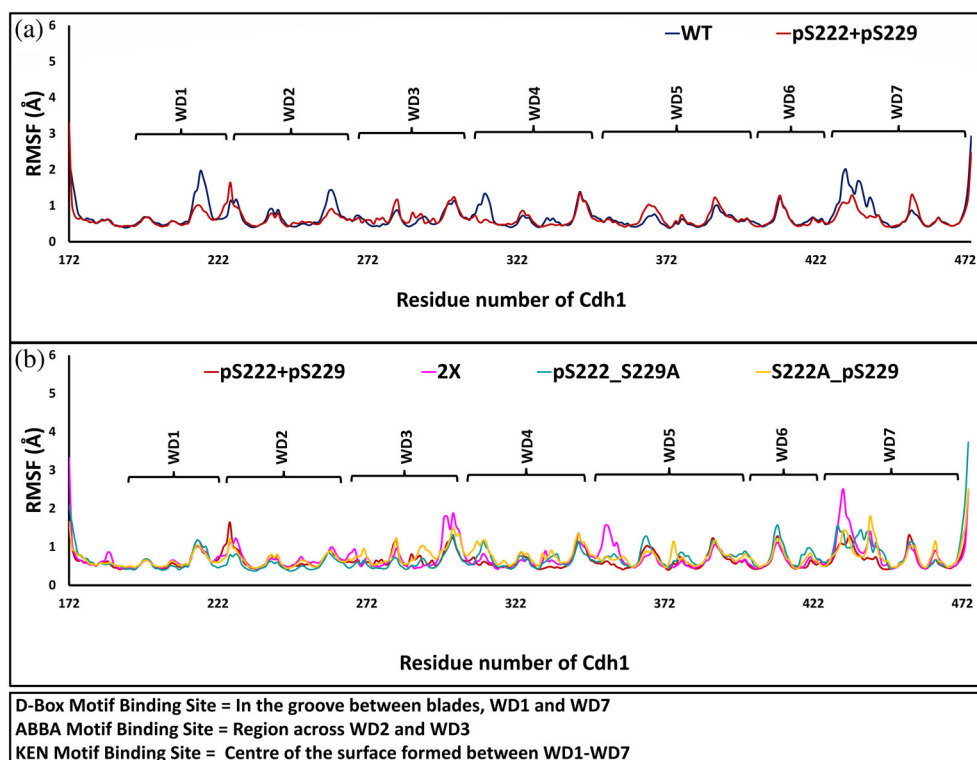 (a)
WT pS222+pS229
RMSF (Å)
6
5
4
3
2
1
0
WD1 WD2 WD3 WD4 WD5 WD6 WD7
172 222 272 322 372 422 472
Residue number of Cdh1
(b)
pS222+pS229 2X pS222_S229A S222A_pS229
RMSF (Å)
6
5
4
3
2
1
0
WD1 WD2 WD3 WD4 WD5 WD6 WD7
172 222 272 322 372 422 472
Residue number of Cdh1
D-Box Motif Binding Site = In the groove between blades, WD1 and WD7
ABBA Motif Binding Site = Region across WD2 and WD3
KEN Motif Binding Site = Centre of the surface formed between WD1-WD7